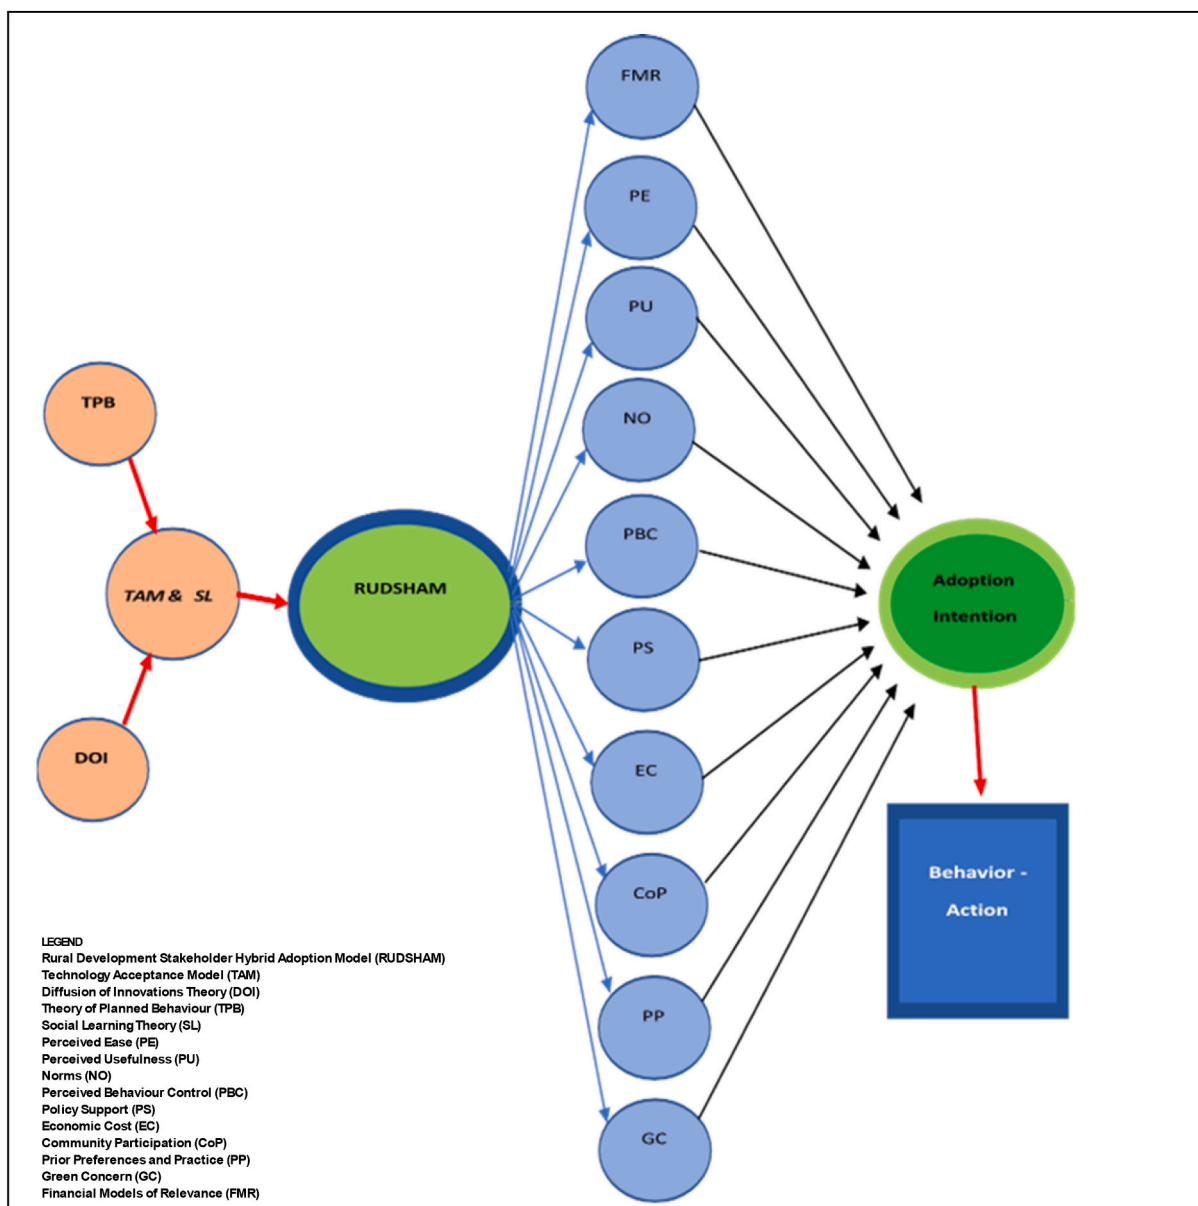 FMR
PE
PU
NO
PBC
PS
EC
CoP
PP
GC
TPB
TAM & SL
DOI
RUDSHAM
Adoption
Intention
Behavior -
Action
LEGEND
Rural Development Stakeholder Hybrid Adoption Model (RUDSHAM)
Technology Acceptance Model (TAM)
Diffusion of Innovations Theory (DOI)
Theory of Planned Behaviour (TPB)
Social Learning Theory (SL)
Perceived Ease (PE)
Perceived Usefulness (PU)
Norms (NO)
Perceived Behaviour Control (PBC)
Policy Support (PS)
Economic Cost (EC)
Community Participation (CoP)
Prior Preferences and Practice (PP)
Green Concern (GC)
Financial Models of Relevance (FMR)